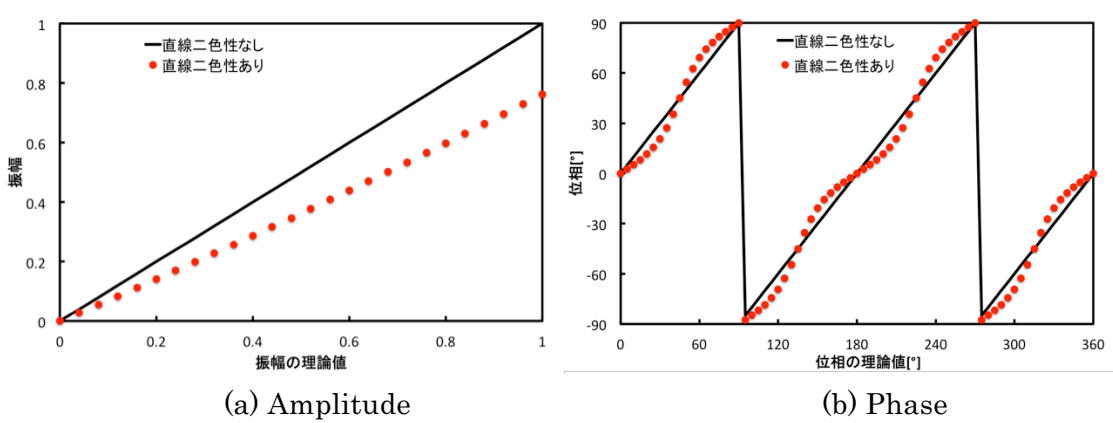 1
0.8
0.6
0.4
0.2
0
0
0.2
0.4
0.6
0.8
1
振幅
振幅の理論値
直線二色性なし
直線二色性あり
(a) Amplitude
90
60
30
0
-30
-60
-90
0
60
120
180
240
300
360
位相[°]
位相の理論値[°]
直線二色性なし
直線二色性あり
(b) Phase